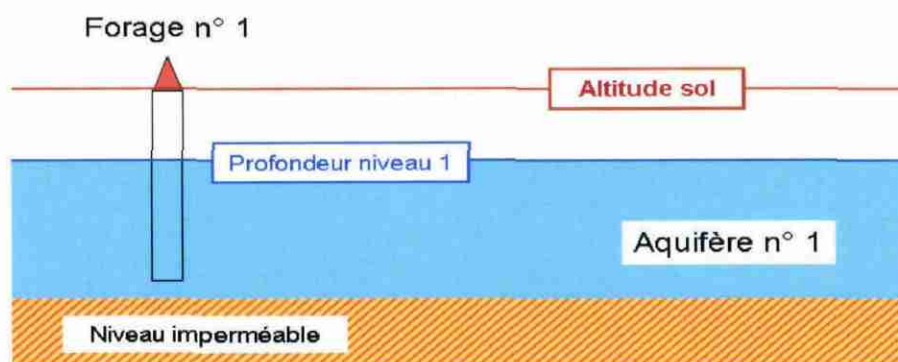 Forage n° 1
Altitude sol
Profondeur niveau 1
Aquifère n° 1
Niveau imperméable